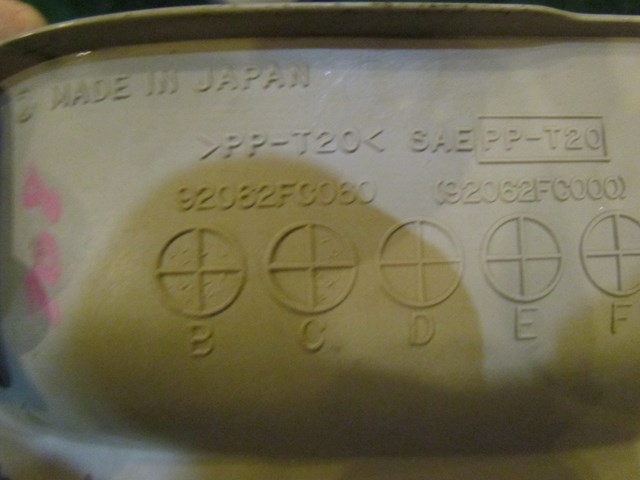 MADE IN JAPAN
>PP-T20< SAE PP-T20
92062FC060 (92062FC000)
B C D E F